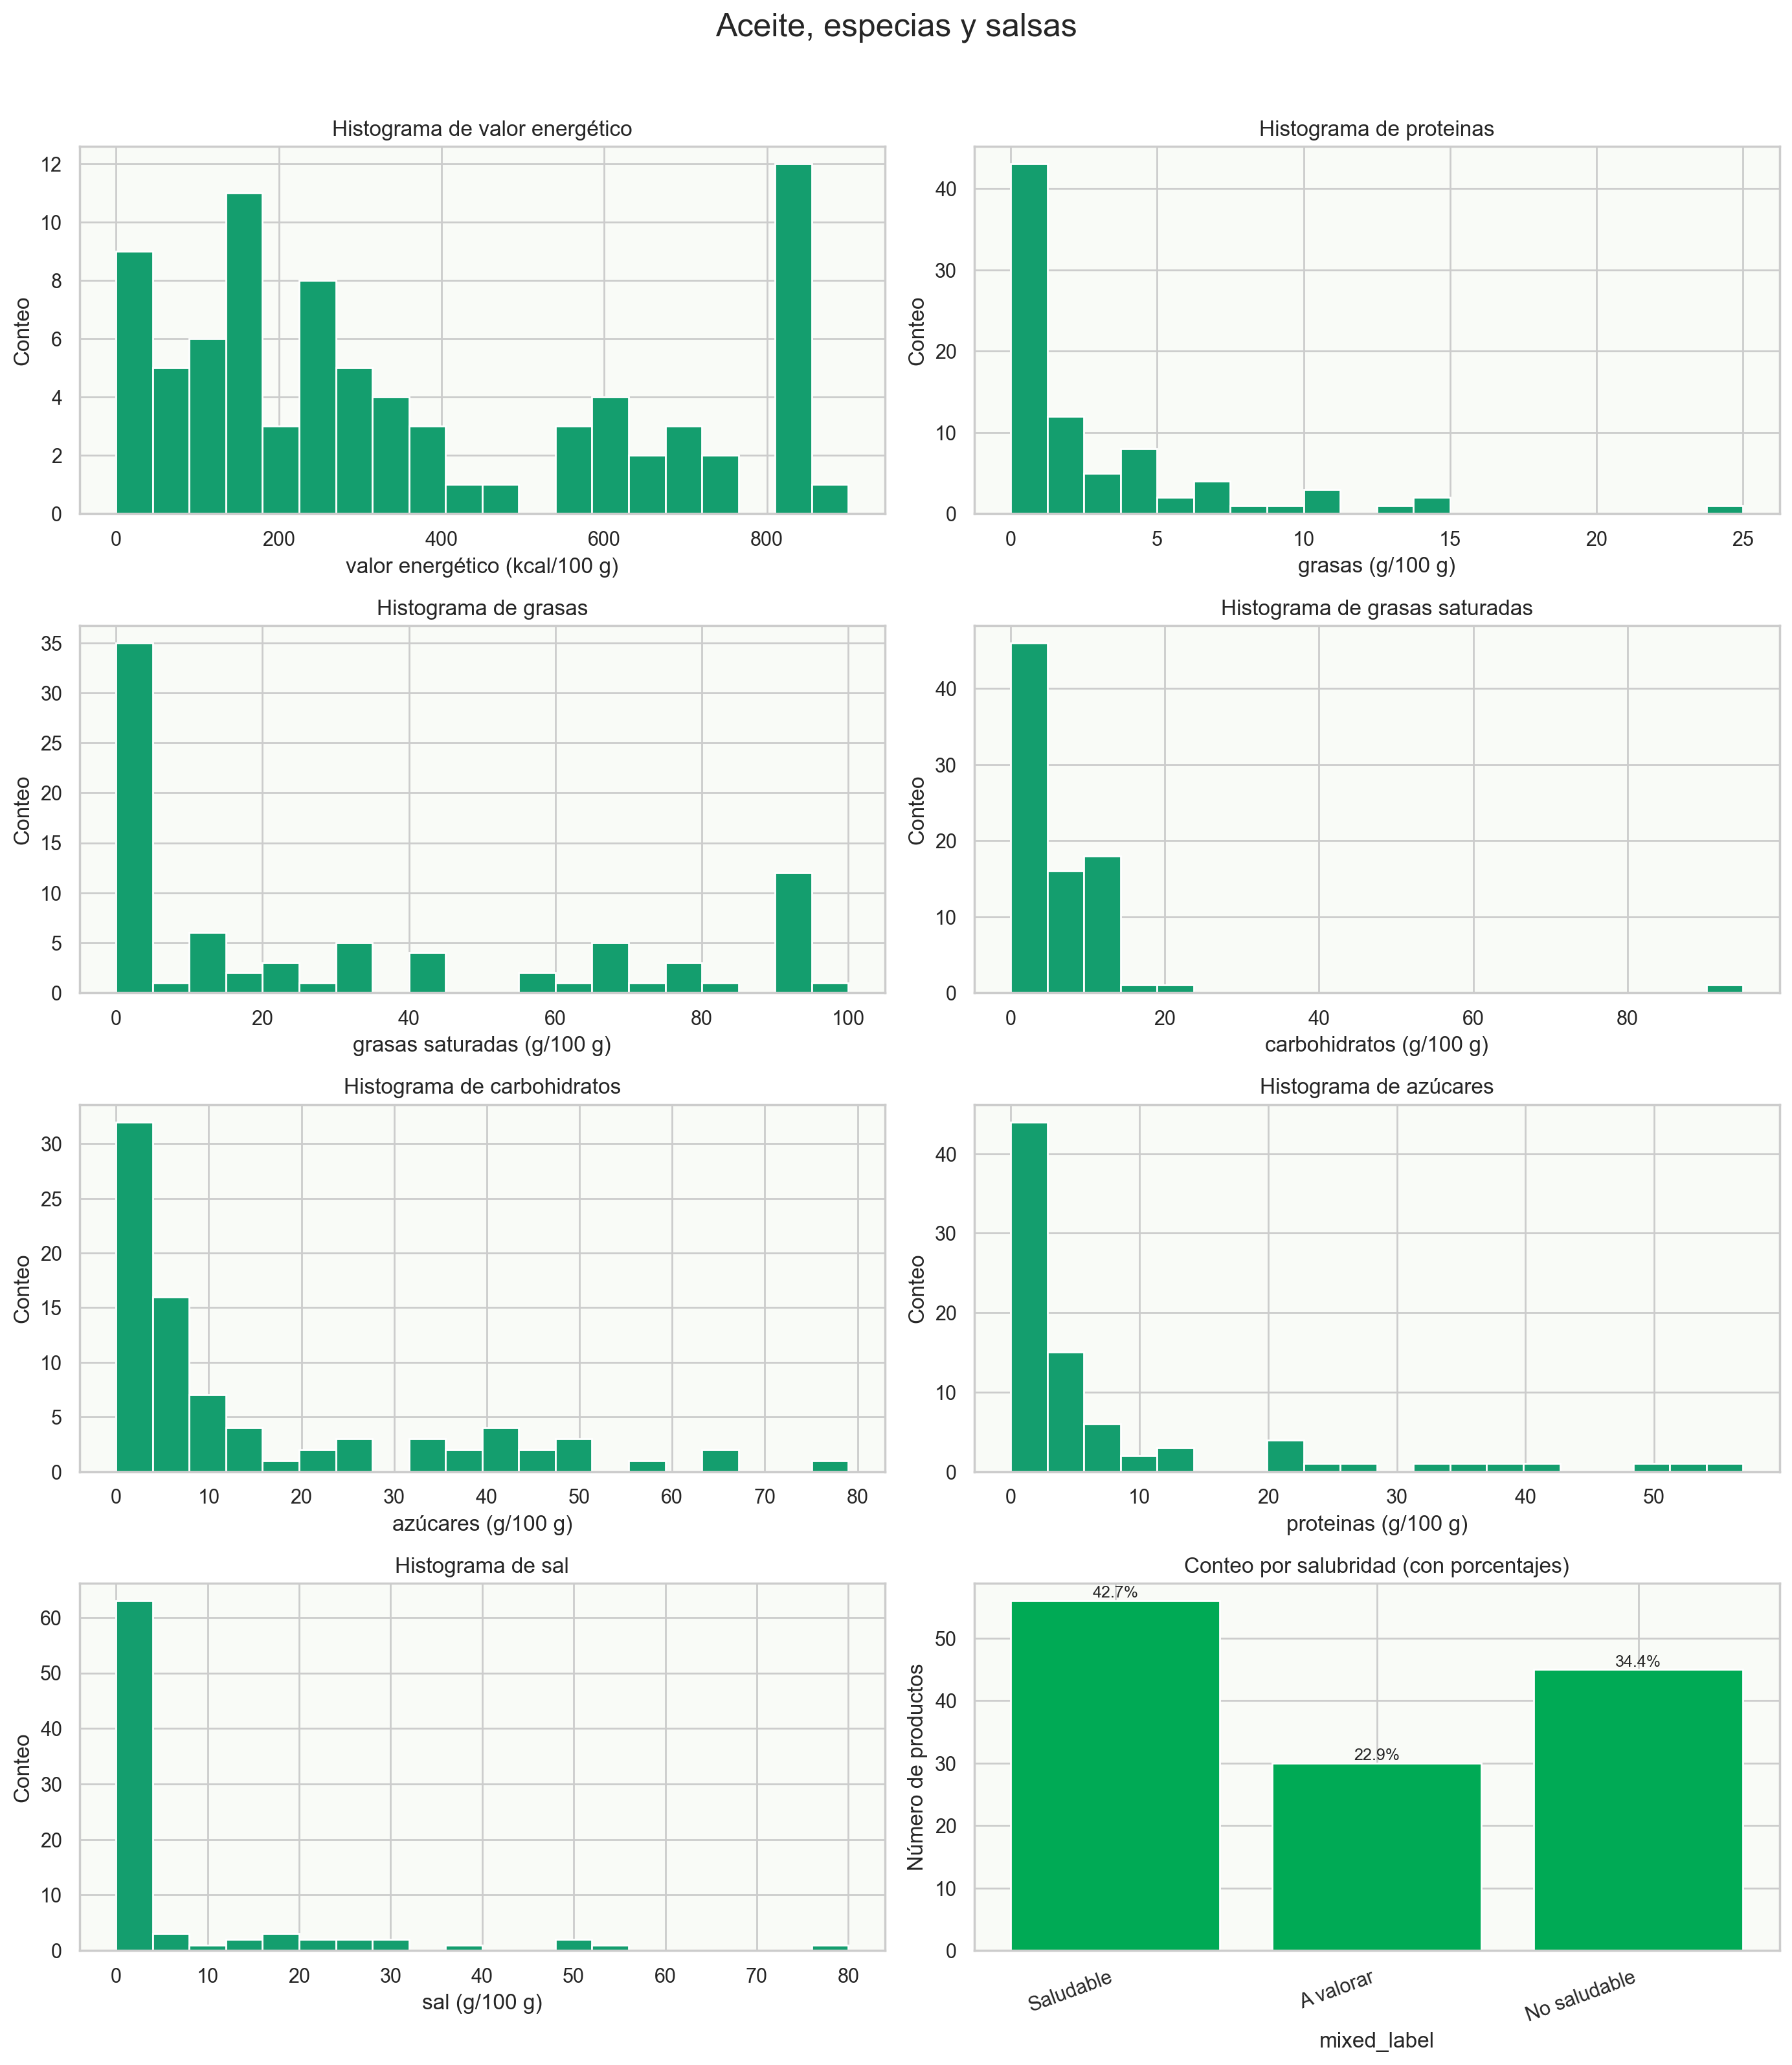 Aceite, especias y salsas
Histograma de valor energético
12
10
8
6
4
2
0
Conteo
0 200 400 600 800
valor energético (kcal/100 g)
Histograma de proteinas
40
30
20
10
0
Conteo
0 5 10 15 20 25
grasas (g/100 g)
Histograma de grasas
35
30
25
20
15
10
5
0
Conteo
0 20 40 60 80 100
grasas saturadas (g/100 g)
Histograma de grasas saturadas
40
30
20
10
0
Conteo
0 20 40 60 80
carbohidratos (g/100 g)
Histograma de carbohidratos
30
25
20
15
10
5
0
Conteo
0 10 20 30 40 50 60 70 80
azúcares (g/100 g)
Histograma de azúcares
40
30
20
10
0
Conteo
0 10 20 30 40 50
proteinas (g/100 g)
Histograma de sal
60
50
40
30
20
10
0
Conteo
0 10 20 30 40 50 60 70 80
sal (g/100 g)
Conteo por salubridad (con porcentajes)
50
40
30
20
10
0
Número de productos
42.7%
22.9%
34.4%
Saludable
A valorar
No saludable
mixed_label